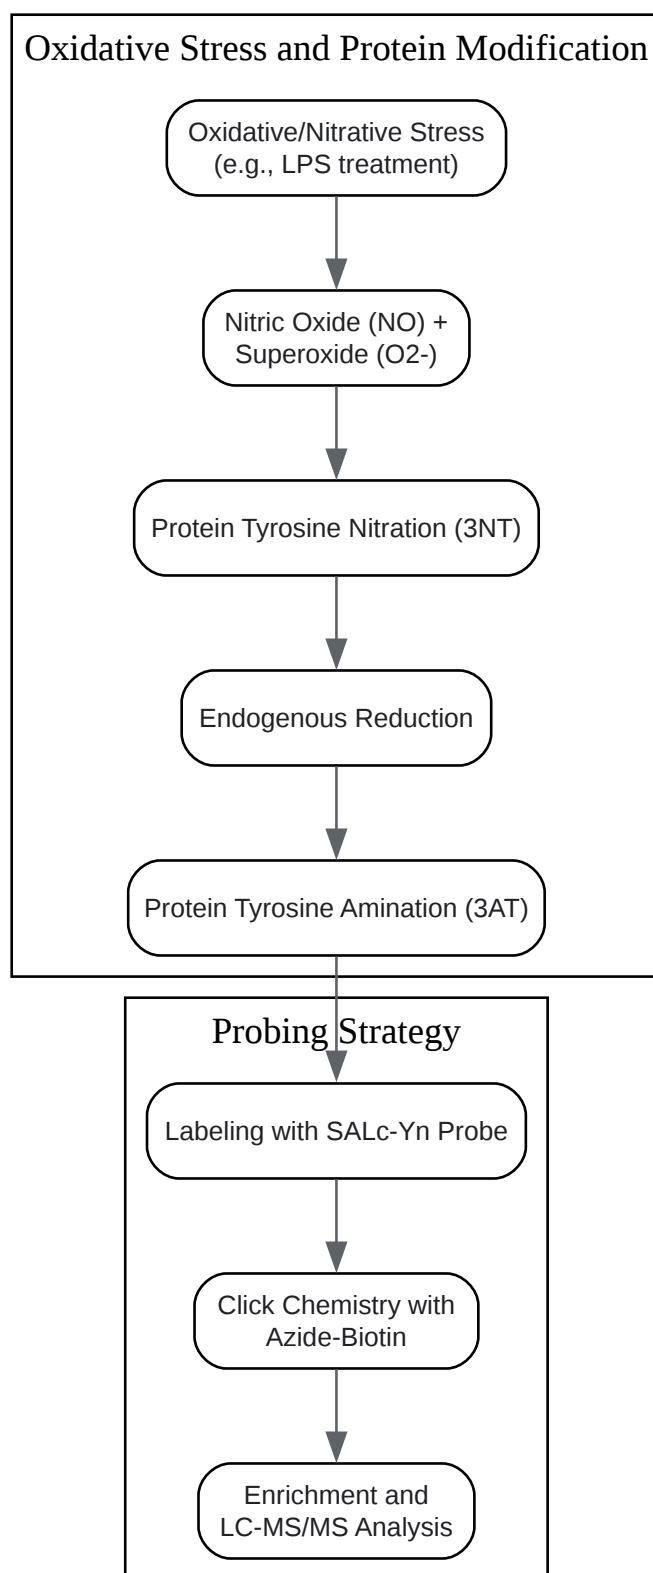 Oxidative Stress and Protein Modification
Oxidative/Nitrative Stress
(e.g., LPS treatment)
Nitric Oxide (NO) +
Superoxide (O2-)
Protein Tyrosine Nitration (3NT)
Endogenous Reduction
Protein Tyrosine Amination (3AT)
Probing Strategy
Labeling with SALc-Yn Probe
Click Chemistry with
Azide-Biotin
Enrichment and
LC-MS/MS Analysis